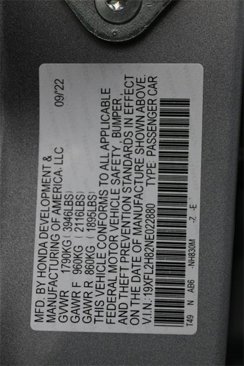 MFD. BY HONDA DEVELOPMENT &
MANUFACTURING OF AMERICA, LLC 09/22
GVWR 1790KG( 3946LBS)
GAWR F 960KG( 2116LBS)
GAWR R 860KG( 1895LBS)
THIS VEHICLE CONFORMS TO ALL APPLICABLE
FEDERAL MOTOR VEHICLE SAFETY, BUMPER,
AND THEFT PREVENTION STANDARDS IN EFFECT
ON THE DATE OF MANUFACTURE SHOWN ABOVE.
V.I.N: 19XFL2H82NE022880 TYPE: PASSENGER CAR
T49 N AB6 -NH830M -Z -E